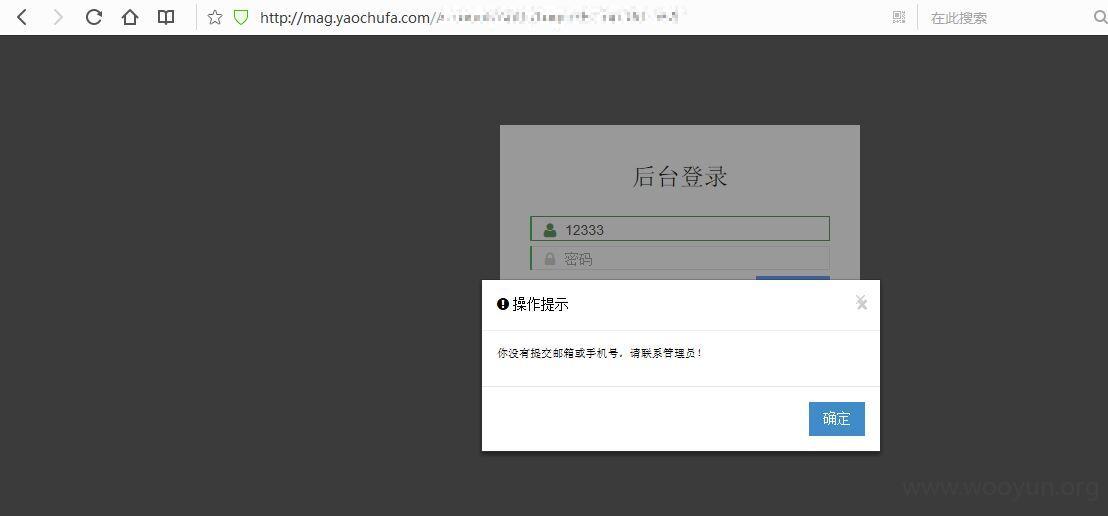 http://mag.yaochufa.com/
在此搜索
后台登录
12333
密码
操作提示
你没有提交邮箱或手机号，请联系管理员！
确定
www.wooyun.org